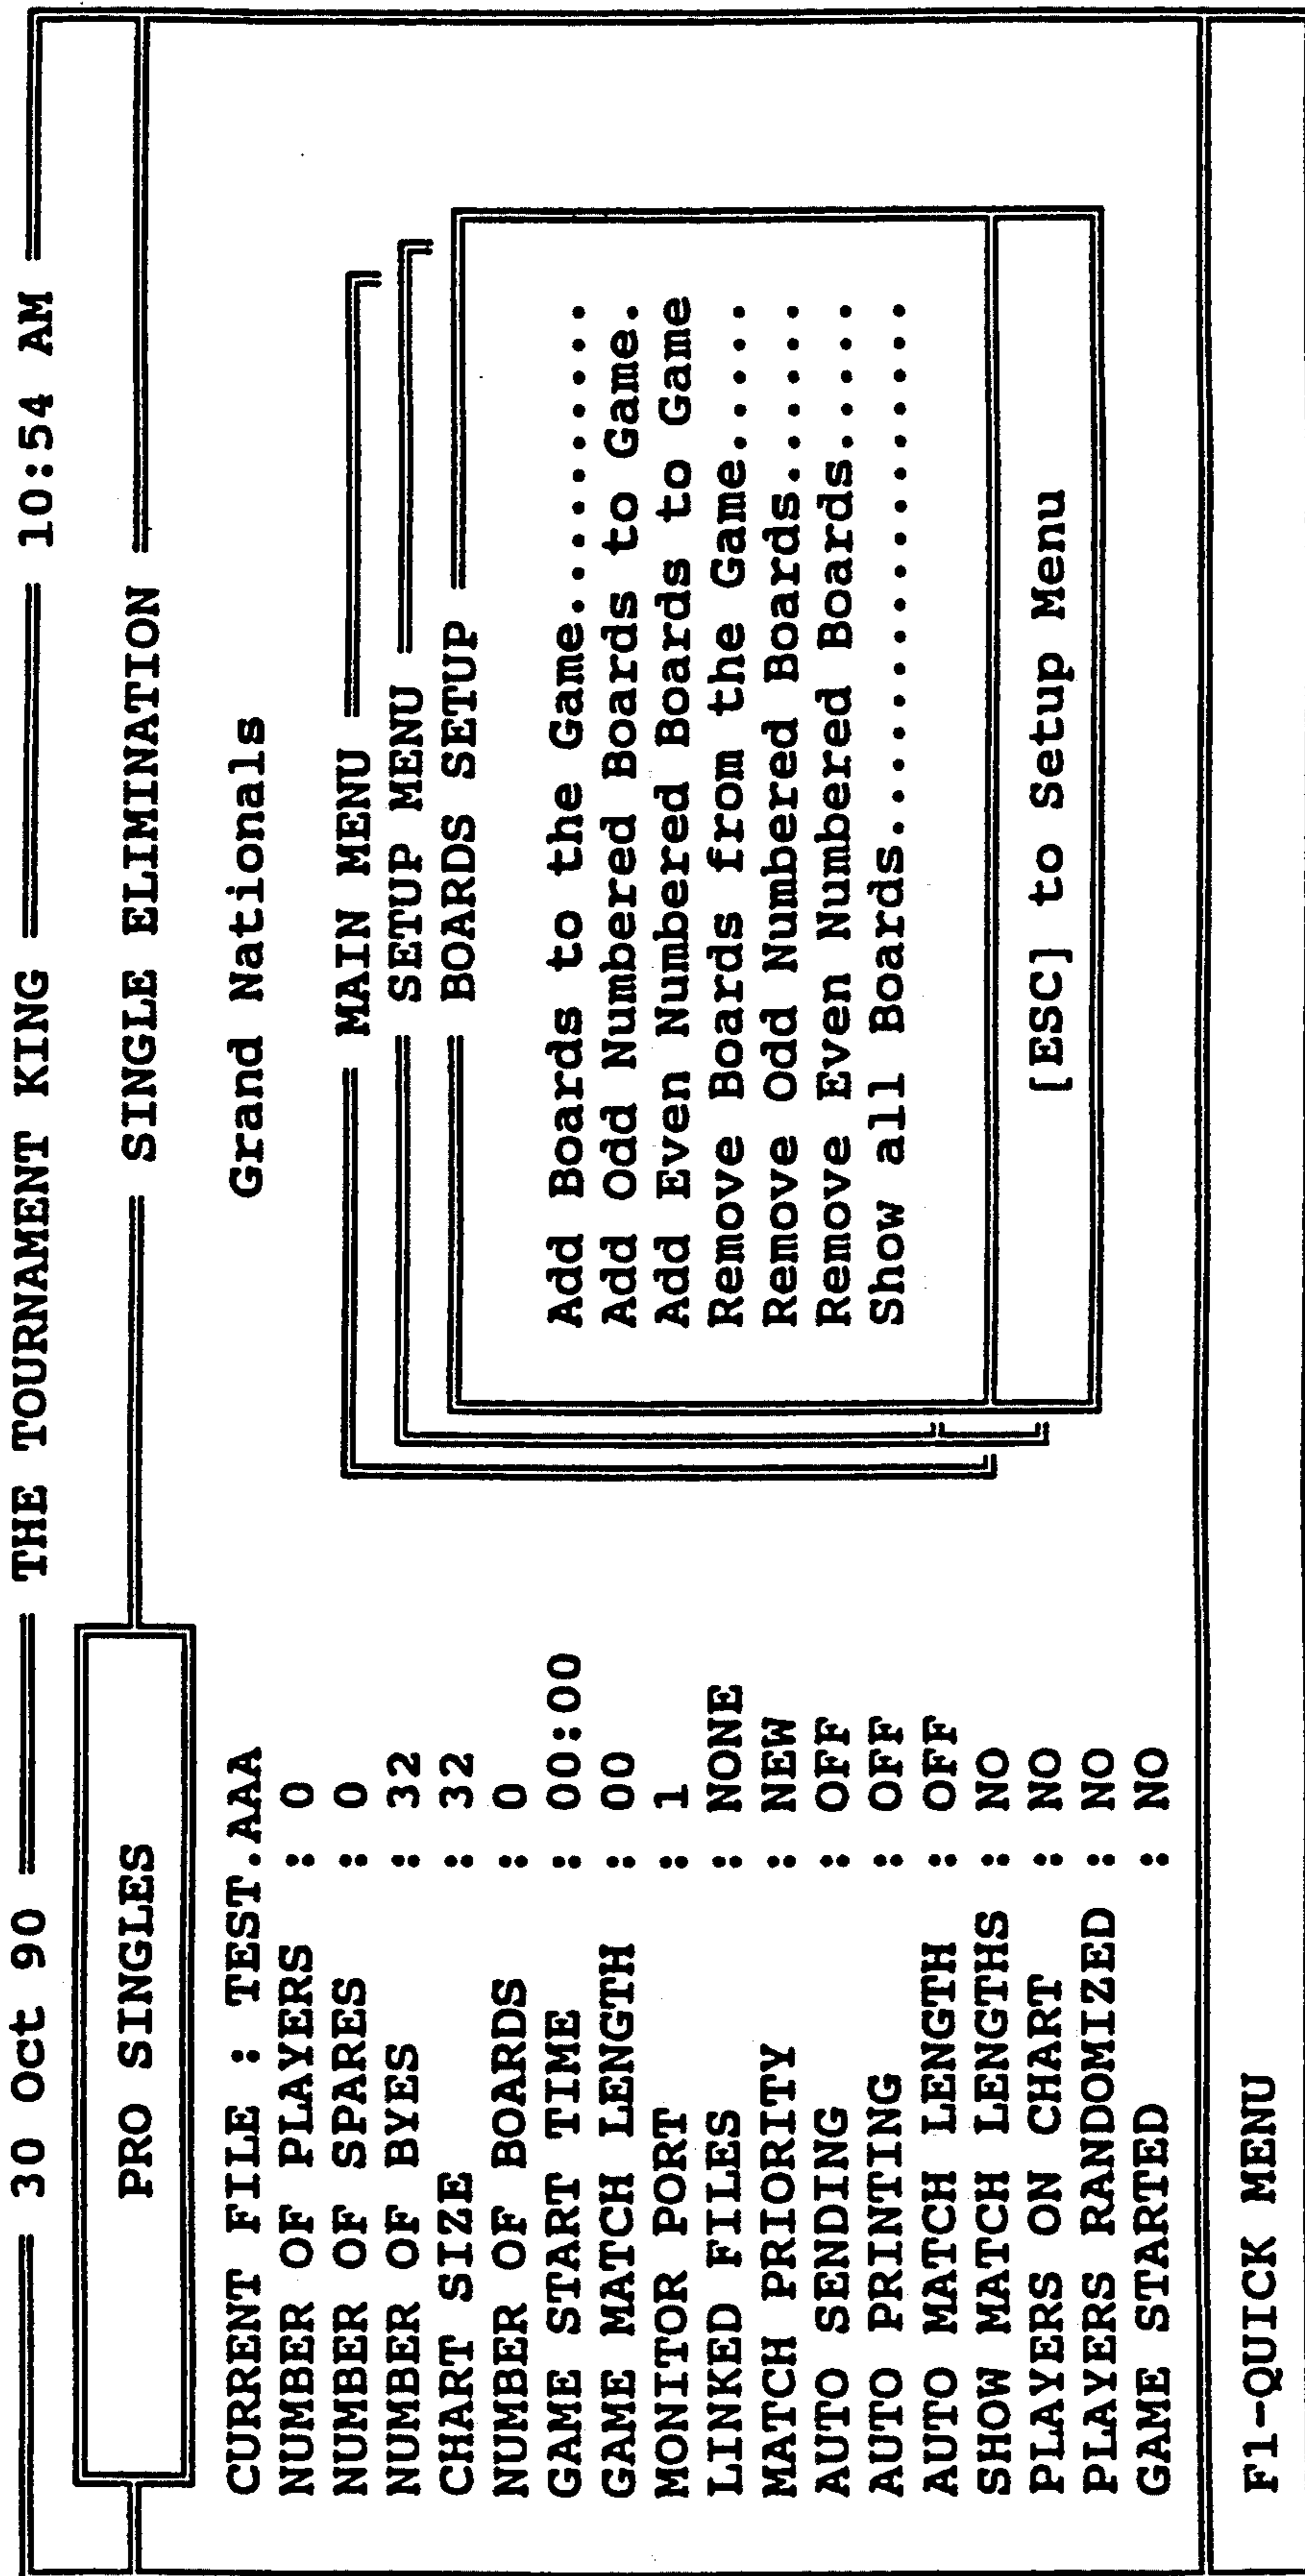 30 Oct 90 THE TOURNAMENT KING 10:54 AM
PRO SINGLES
SINGLE ELIMINATION
CURRENT FILE : TEST.AAA
NUMBER OF PLAYERS : 0
NUMBER OF SPARES : 0
NUMBER OF BYES : 32
CHART SIZE : 32
NUMBER OF BOARDS : 0
GAME START TIME : 00:00
GAME MATCH LENGTH : 00
MONITOR PORT : 1
LINKED FILES : NONE
MATCH PRIORITY : NEW
AUTO SENDING : OFF
AUTO PRINTING : OFF
AUTO MATCH LENGTH : OFF
SHOW MATCH LENGTHS : NO
PLAYERS ON CHART : NO
PLAYERS RANDOMIZED : NO
GAME STARTED : NO
Grand Nationals
MAIN MENU
SETUP MENU
BOARDS SETUP
Add Boards to the Game..........
Add Odd Numbered Boards to Game.
Add Even Numbered Boards to Game
Remove Boards from the Game.....
Remove Odd Numbered Boards......
Remove Even Numbered Boards.....
Show all Boards.................
[ESC] to Setup Menu
F1-QUICK MENU